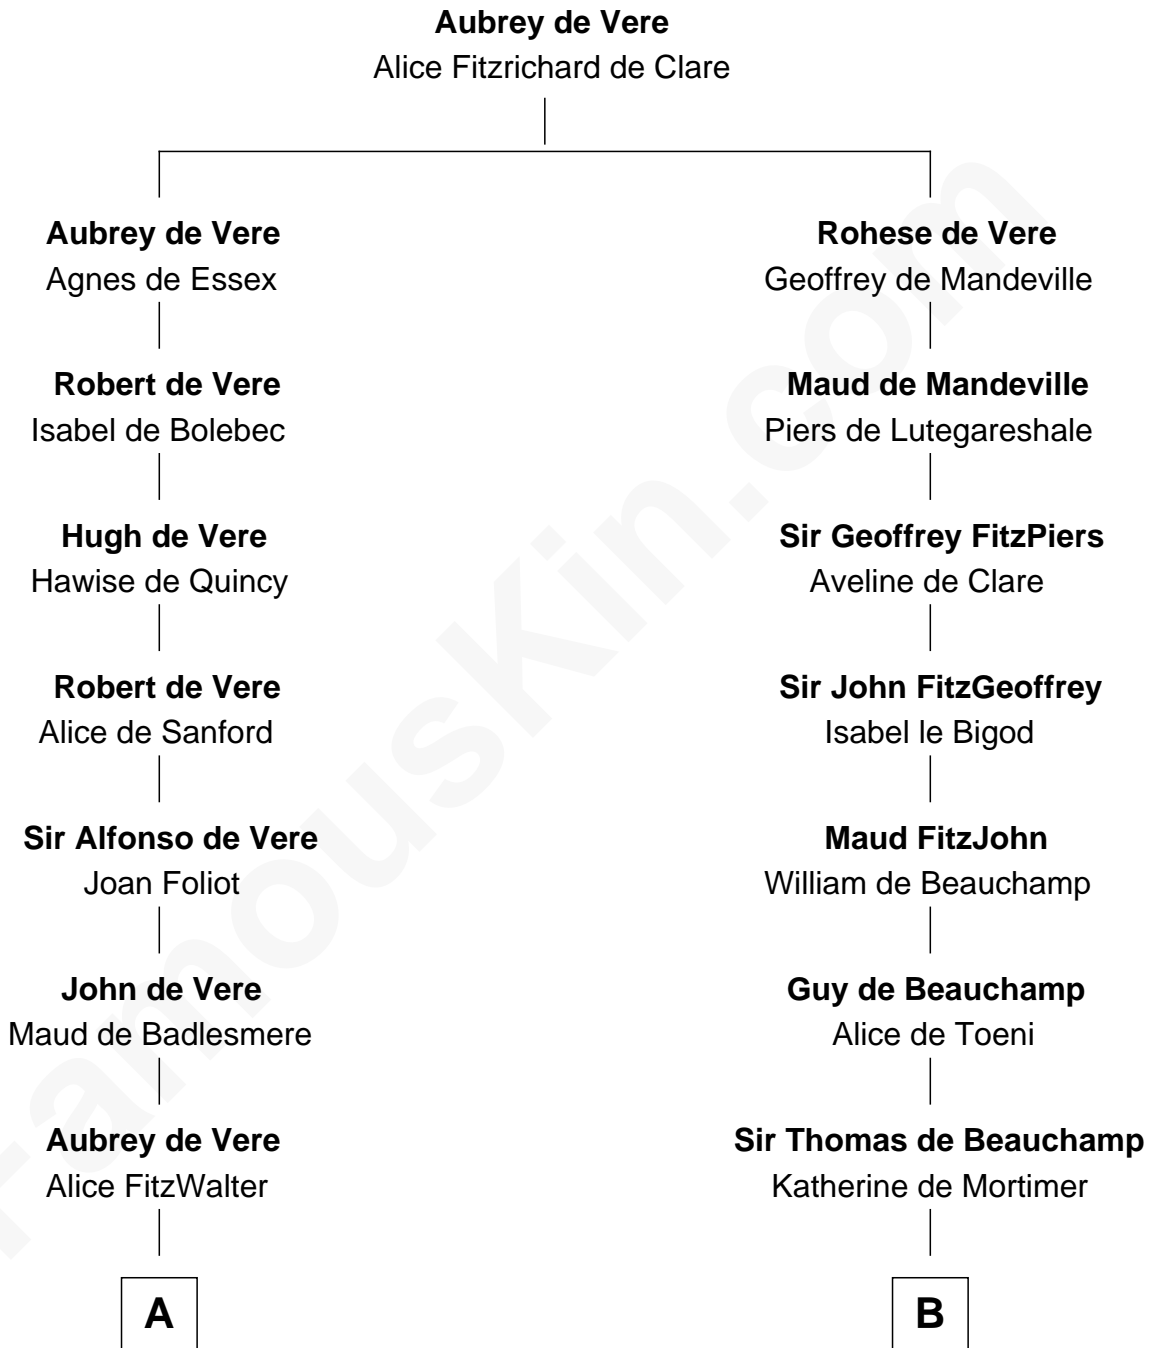 Aubrey de Vere
Alice Fitzrichard de Clare
Aubrey de Vere
Agnes de Essex
Robert de Vere
Isabel de Bolebec
Hugh de Vere
Hawise de Quincy
Robert de Vere
Alice de Sanford
Sir Alfonso de Vere
Joan Foliot
John de Vere
Maud de Badlesmere
Aubrey de Vere
Alice FitzWalter
A
Rohese de Vere
Geoffrey de Mandeville
Maud de Mandeville
Piers de Lutegareshale
Sir Geoffrey FitzPiers
Aveline de Clare
Sir John FitzGeoffrey
Isabel le Bigod
Maud FitzJohn
William de Beauchamp
Guy de Beauchamp
Alice de Toeni
Sir Thomas de Beauchamp
Katherine de Mortimer
B
FamousKin.com